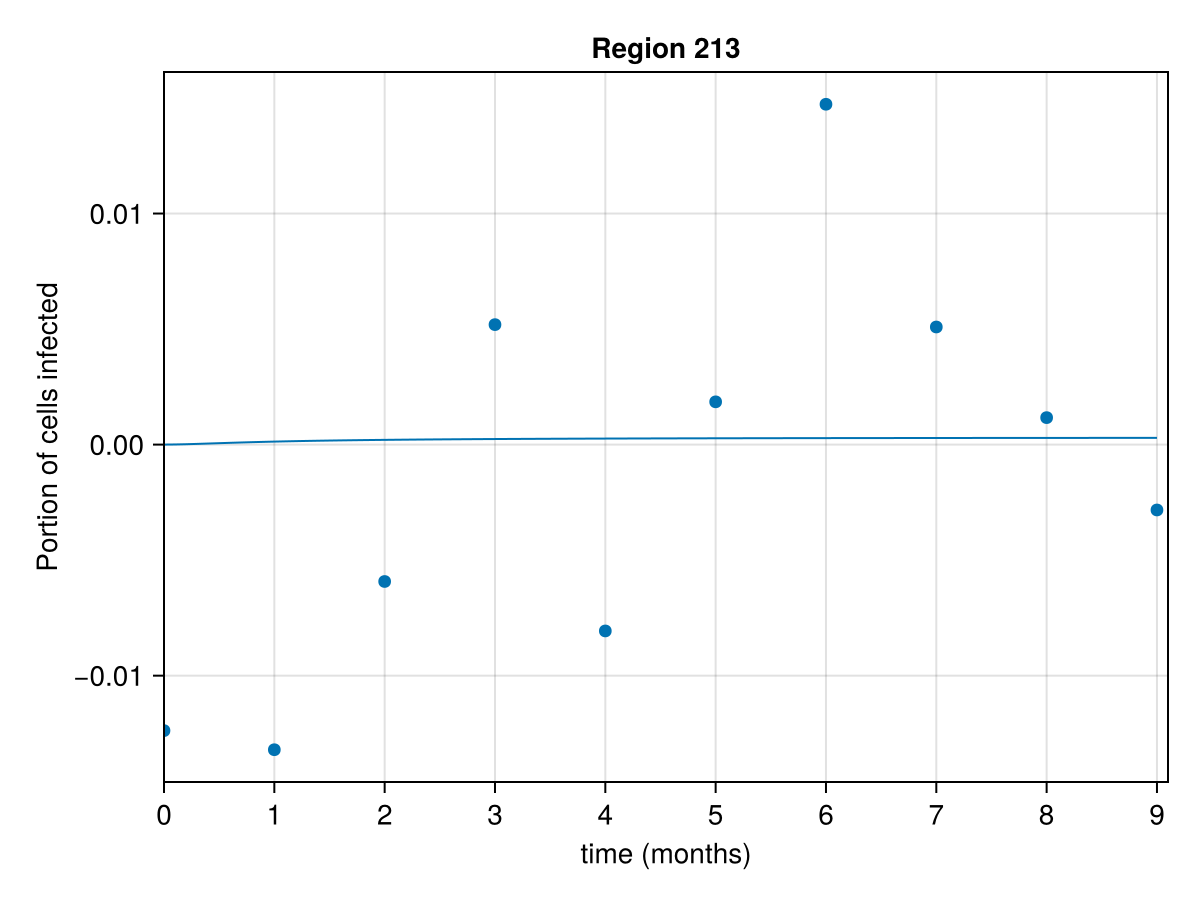 Region 213
Portion of cells infected
0.01
0.00
−0.01
0 1 2 3 4 5 6 7 8 9
time (months)